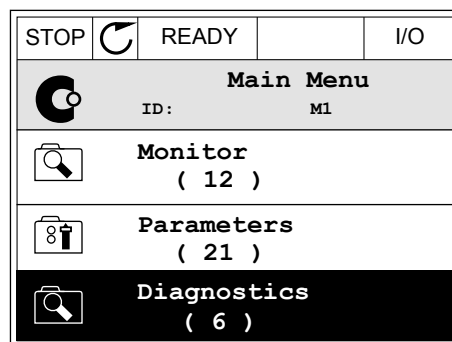 STOP READY I/O
Main Menu
ID: M1
Monitor
( 12 )
Parameters
( 21 )
Diagnostics
( 6 )